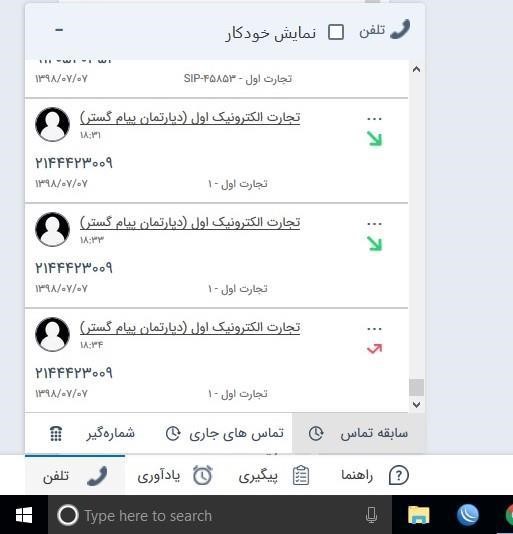 تلفن نمایش خودکار -
تجارت اول - SIP-۴۵۸۵۳ ۱۳۹۸/۰۷/۰۷
تجارت الکترونیک اول (دپارتمان پیام گستر) ...
۱۸:۳۱
۲۱۴۴۴۲۳۰۰۹
تجارت اول - ۱ ۱۳۹۸/۰۷/۰۷
تجارت الکترونیک اول (دپارتمان پیام گستر) ...
۱۸:۳۳
۲۱۴۴۴۲۳۰۰۹
تجارت اول - ۱ ۱۳۹۸/۰۷/۰۷
تجارت الکترونیک اول (دپارتمان پیام گستر) ...
۱۸:۳۴
۲۱۴۴۴۲۳۰۰۹
تجارت اول - ۱ ۱۳۹۸/۰۷/۰۷
سابقه تماس تماس های جاری شماره‌گیر
راهنما پیگیری یادآوری تلفن
Type here to search